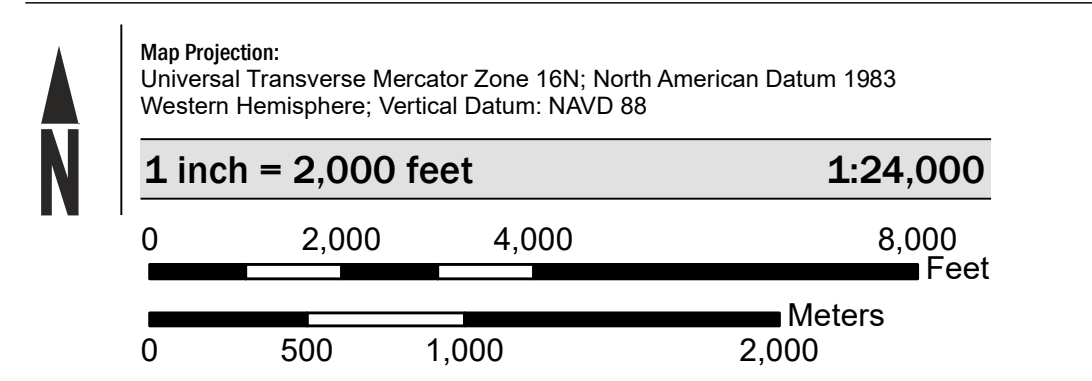 N
Map Projection:
Universal Transverse Mercator Zone 16N; North American Datum 1983
Western Hemisphere; Vertical Datum: NAVD 88
1 inch = 2,000 feet 1:24,000
0 2,000 4,000 8,000
Feet
Meters
0 500 1,000 2,000